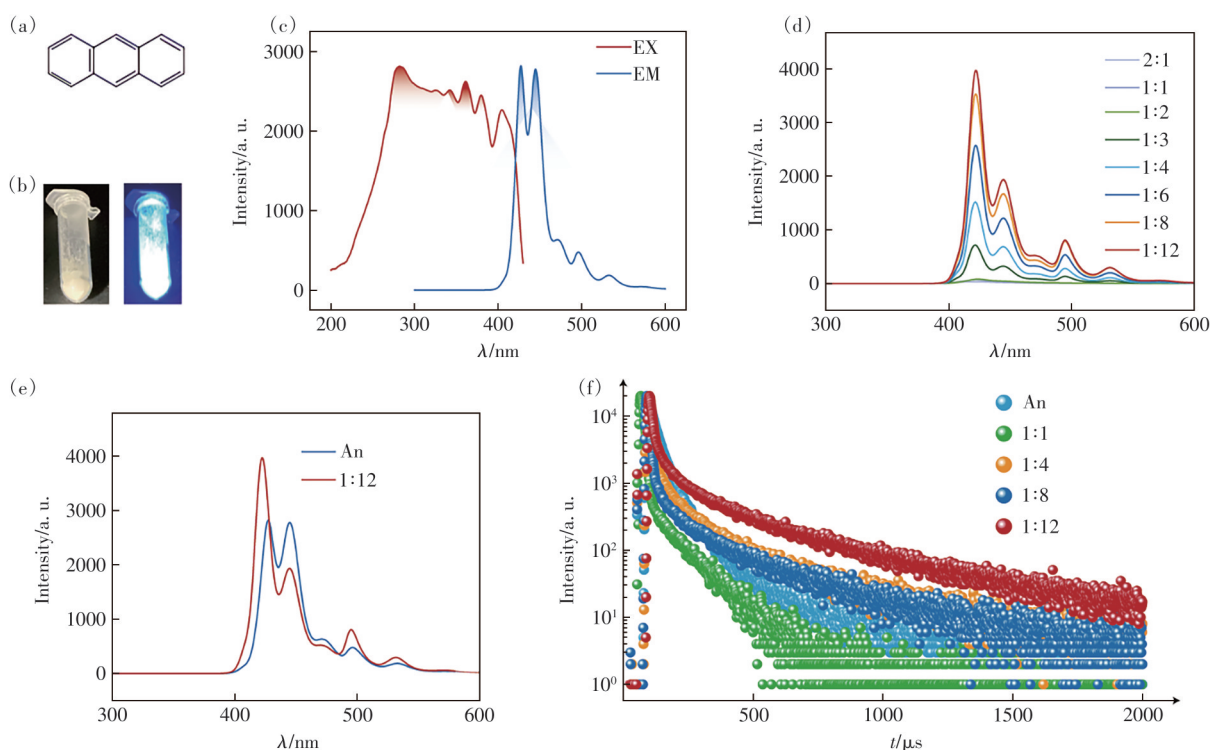 (a)
(b)
(c)
Intensity/a. u.
3000
2000
1000
0
200 300 400 500 600
λ/nm
EX
EM
(d)
Intensity/a. u.
4000
3000
2000
1000
0
300 400 500 600
λ/nm
2∶1
1∶1
1∶2
1∶3
1∶4
1∶6
1∶8
1∶12
(e)
Intensity/a. u.
4000
3000
2000
1000
0
300 400 500 600
λ/nm
An
1∶12
(f)
Intensity/a. u.
10⁴
10³
10²
10¹
10⁰
500 1000 1500 2000
t/μs
An
1∶1
1∶4
1∶8
1∶12